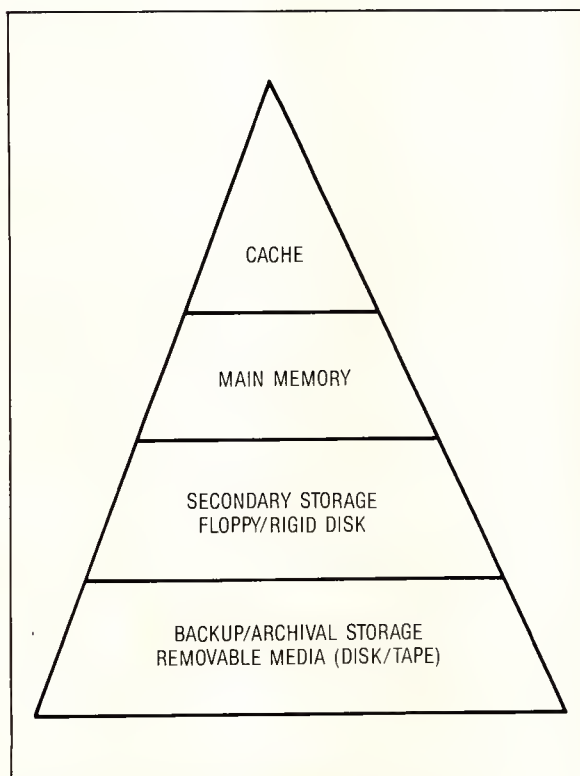 CACHE
MAIN MEMORY
SECONDARY STORAGE
FLOPPY/RIGID DISK
BACKUP/ARCHIVAL STORAGE
REMOVABLE MEDIA (DISK/TAPE)